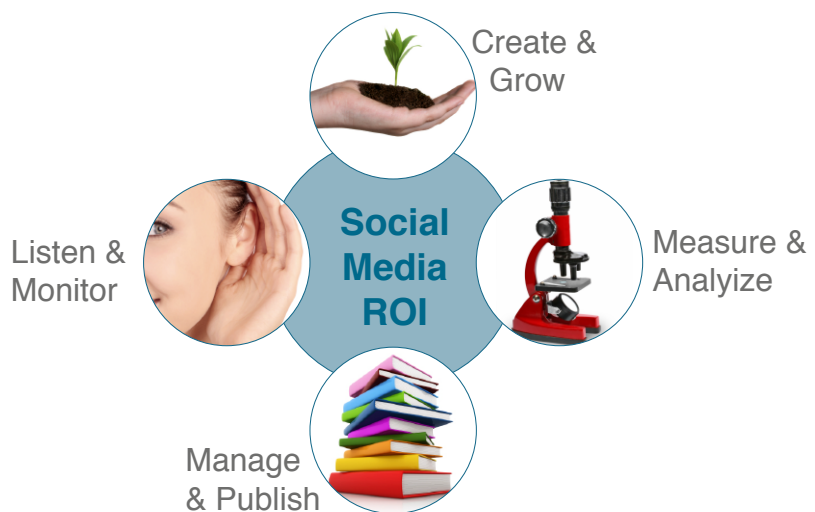 Create &
Grow
Social
Media
ROI
Listen &
Monitor
Measure &
Analyize
Manage
& Publish